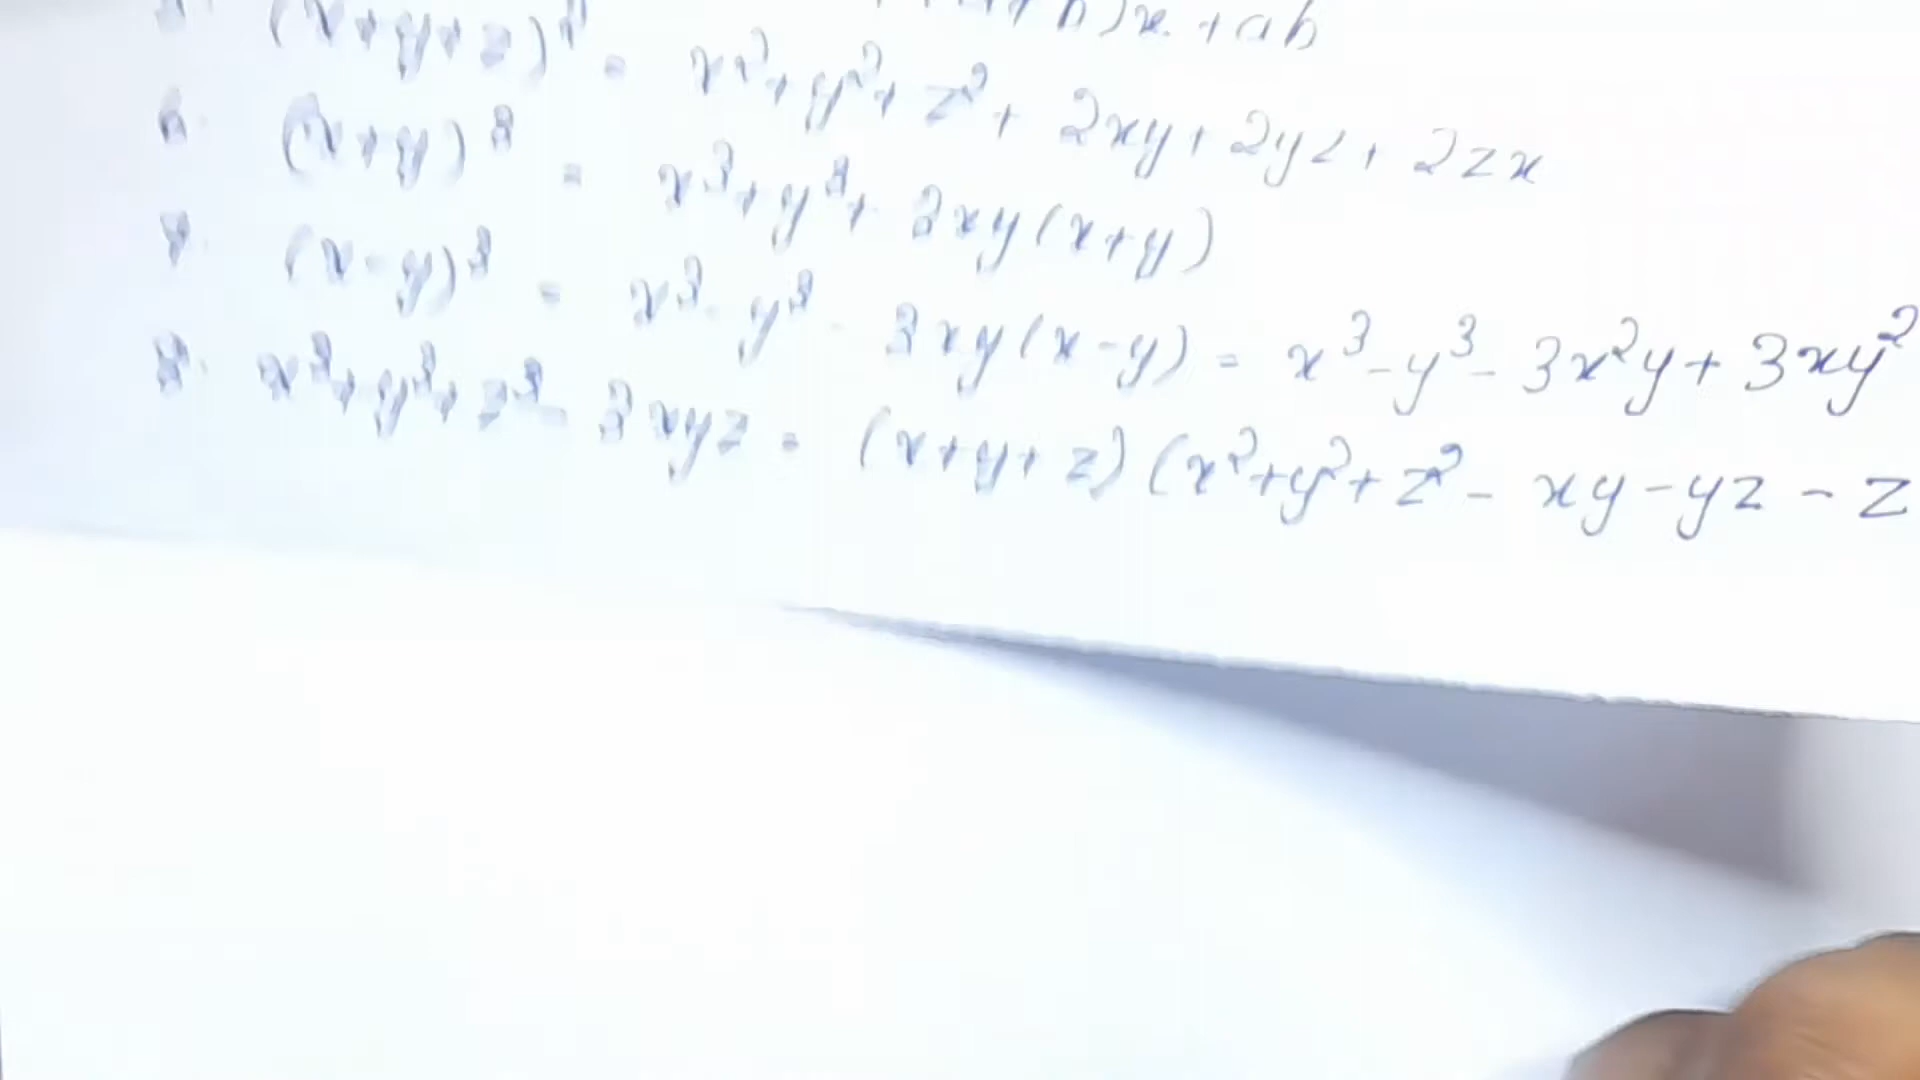 )x + ab
(x+y+z)² = x²+y²+z²+ 2xy+2yz+ 2zx
6. (x+y)³ = x³+y³+ 3xy(x+y)
7. (x-y)³ = x³-y³- 3xy(x-y) = x³-y³- 3x²y+3xy²
8. x³+y³+z³- 3xyz = (x+y+z)(x²+y²+z²- xy-yz-z